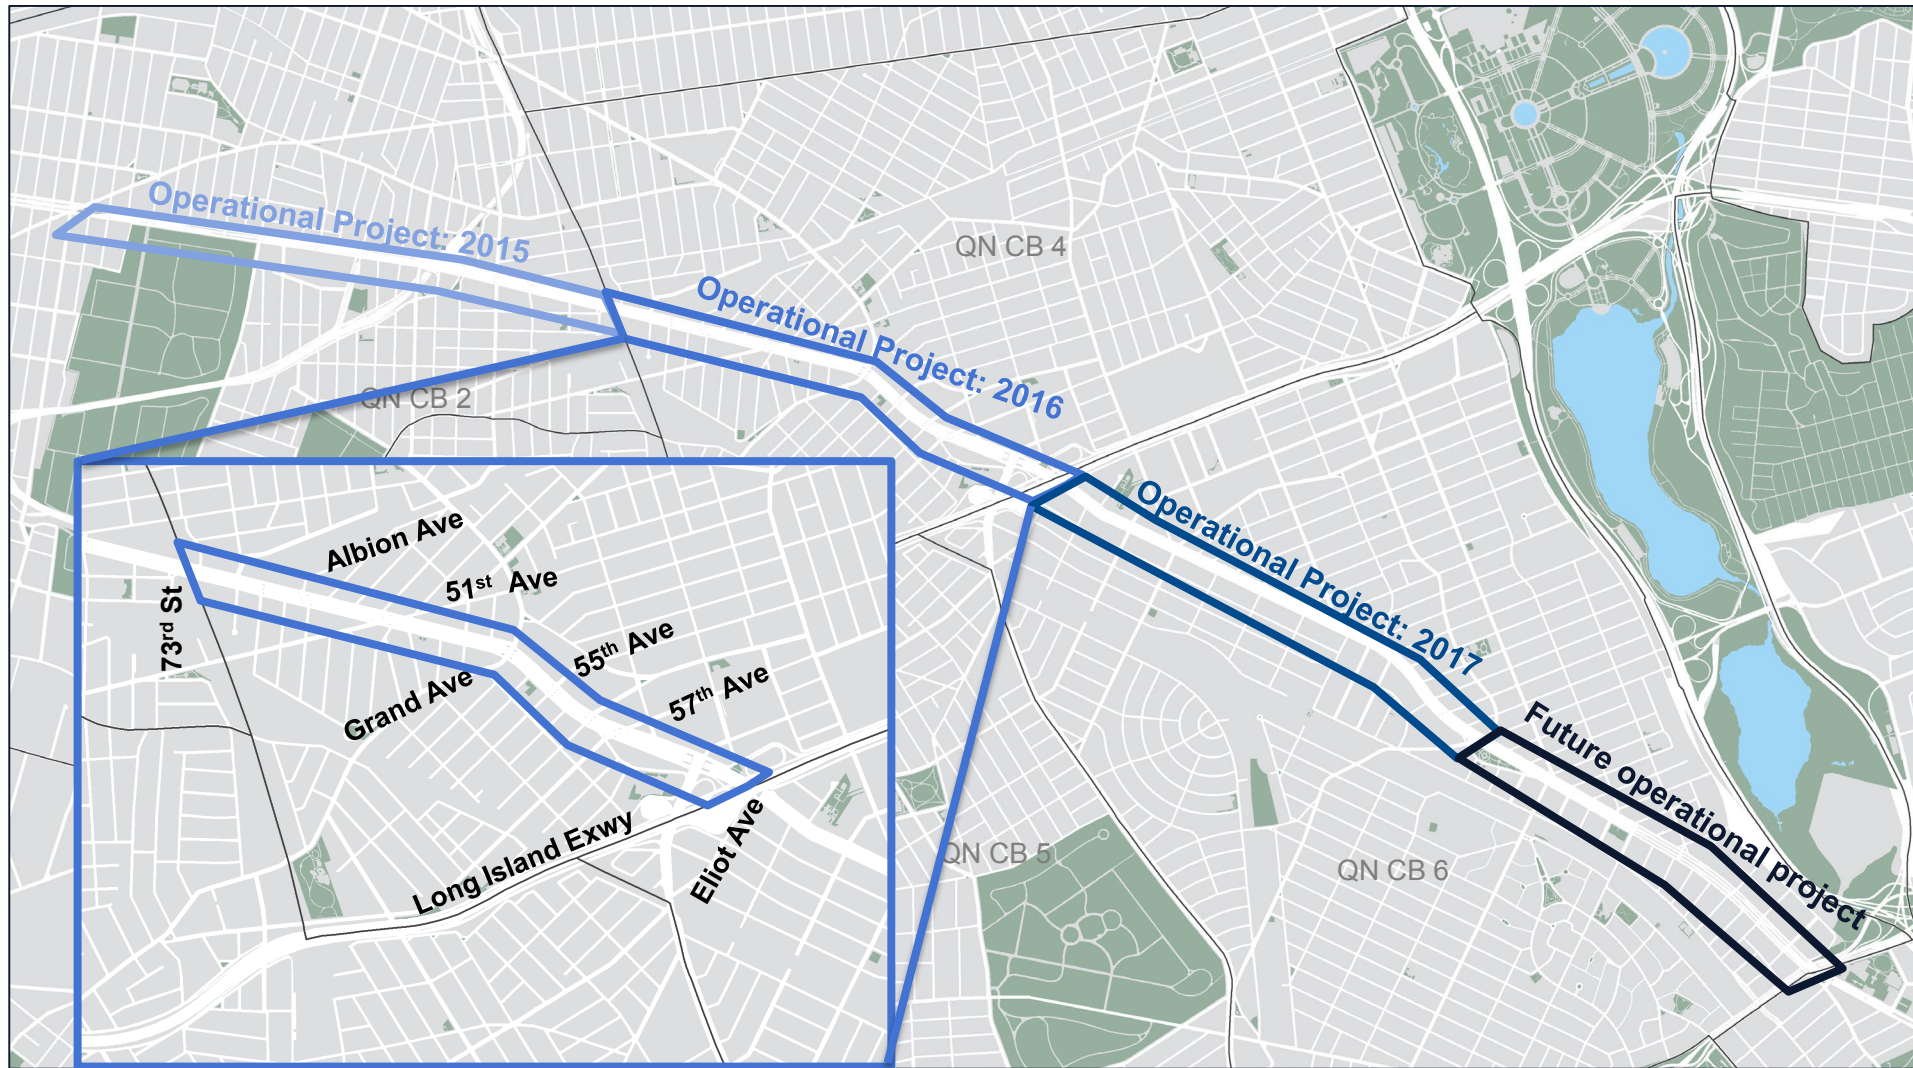 Operational Project: 2015
QN CB 4
Operational Project: 2016
QN CB 2
Operational Project: 2017
Albion Ave
51st Ave
73rd St
55th Ave
57th Ave
Grand Ave
Future operational project
Long Island Exwy
Eliot Ave
QN CB 5
QN CB 6